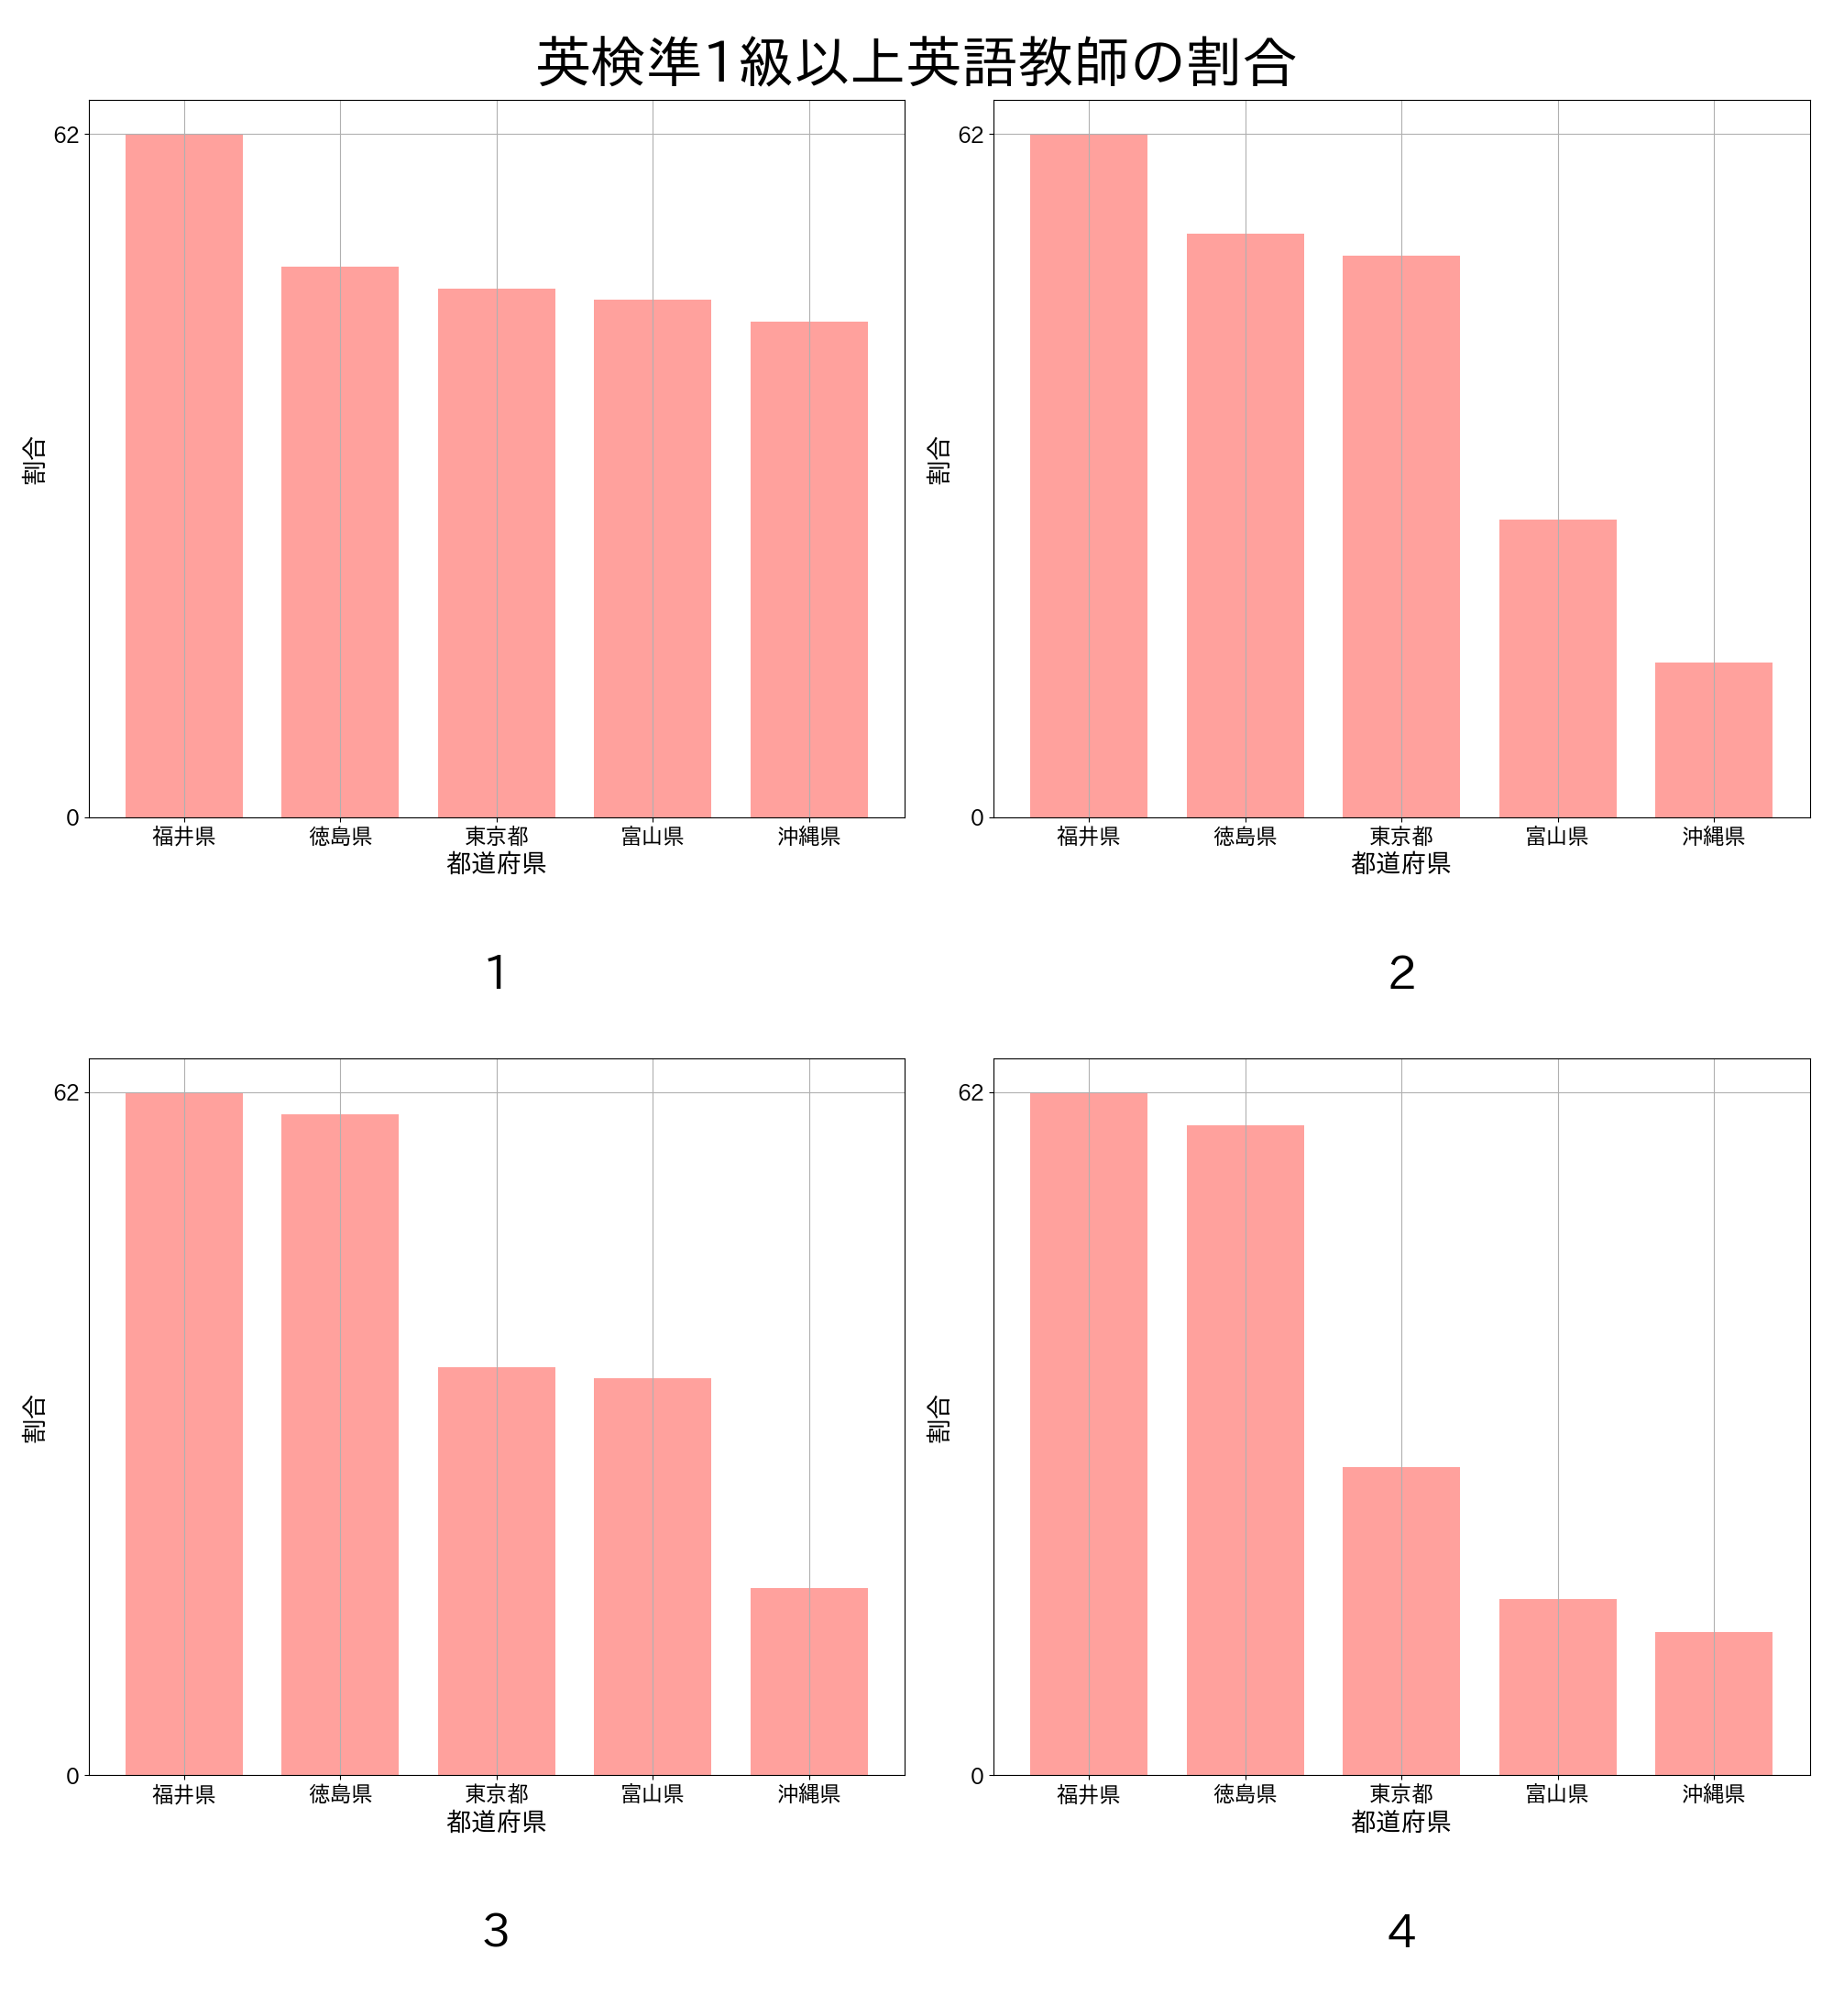 英検準1級以上英語教師の割合
62
0
割合
福井県 徳島県 東京都 富山県 沖縄県
都道府県
1
62
0
割合
福井県 徳島県 東京都 富山県 沖縄県
都道府県
2
62
0
割合
福井県 徳島県 東京都 富山県 沖縄県
都道府県
3
62
0
割合
福井県 徳島県 東京都 富山県 沖縄県
都道府県
4